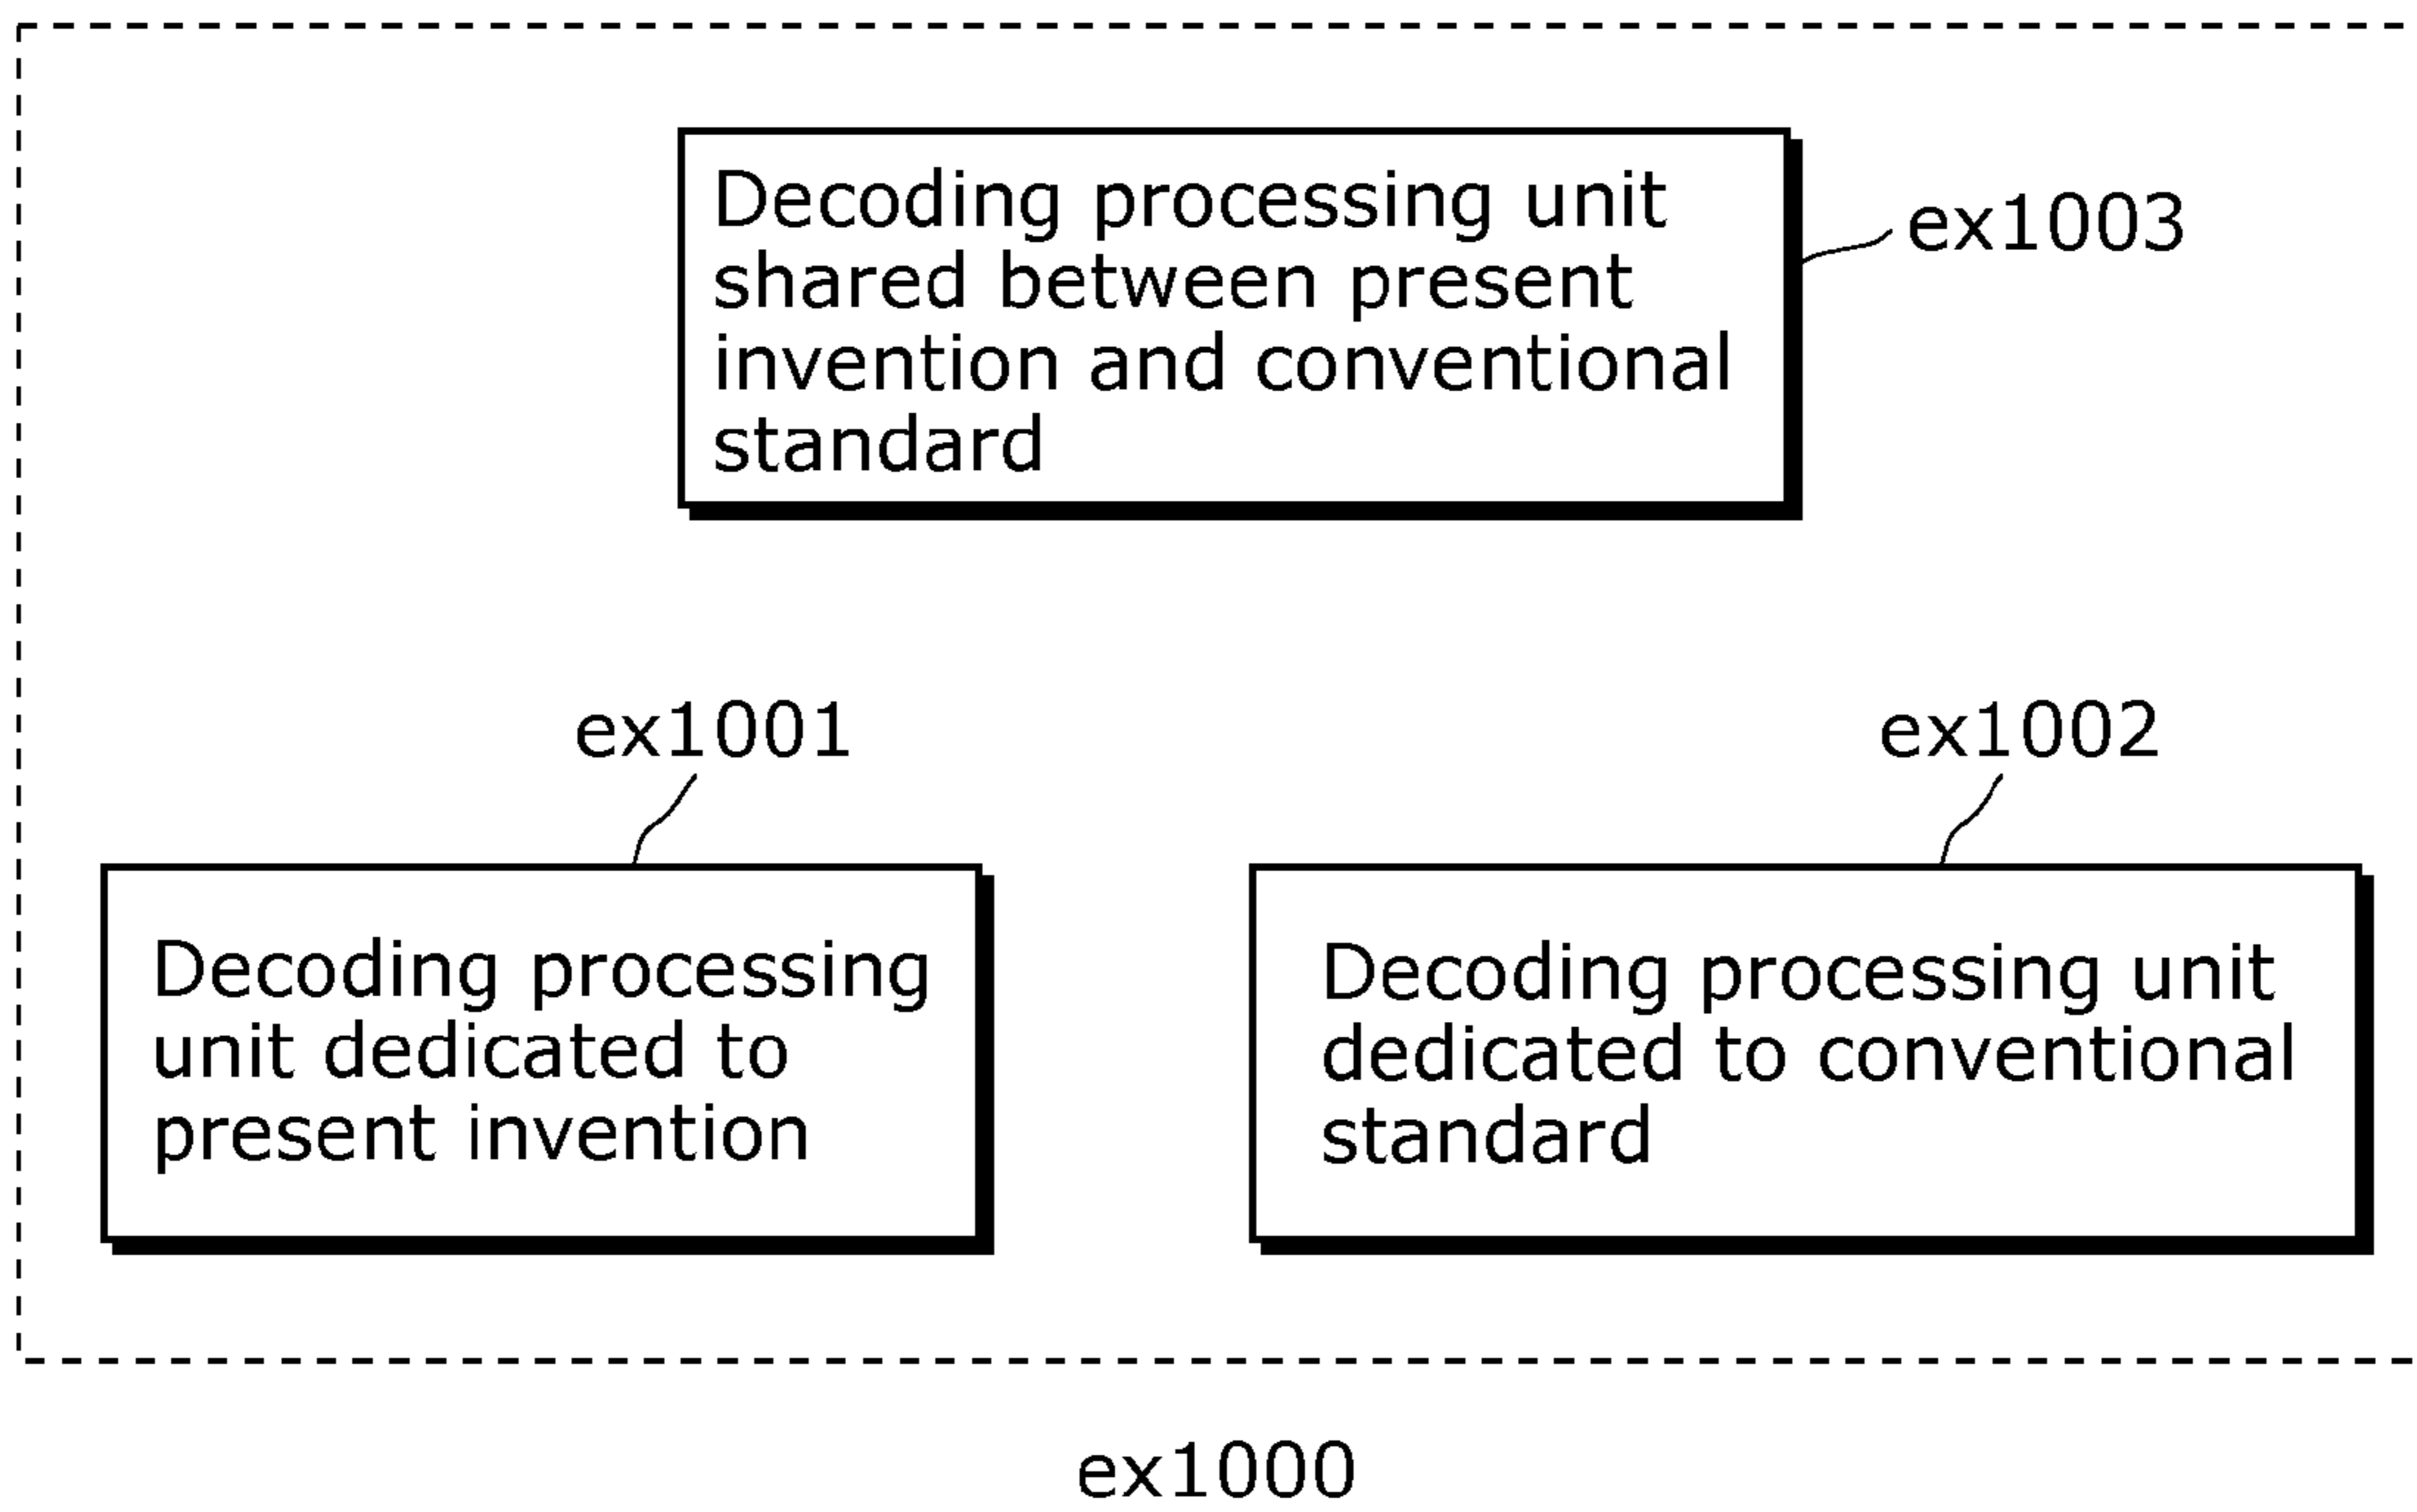 Decoding processing unit
shared between present
invention and conventional
standard
ex1003
ex1001
ex1002
Decoding processing
unit dedicated to
present invention
Decoding processing unit
dedicated to conventional
standard
ex1000